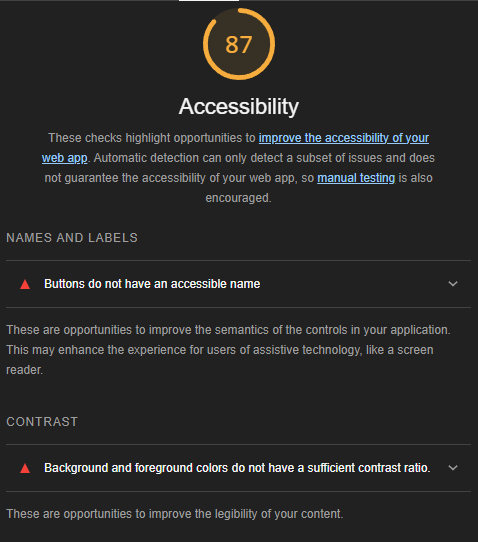 87
Accessibility
These checks highlight opportunities to improve the accessibility of your
web app. Automatic detection can only detect a subset of issues and does
not guarantee the accessibility of your web app, so manual testing is also
encouraged.
NAMES AND LABELS
Buttons do not have an accessible name
These are opportunities to improve the semantics of the controls in your application.
This may enhance the experience for users of assistive technology, like a screen
reader.
CONTRAST
Background and foreground colors do not have a sufficient contrast ratio.
These are opportunities to improve the legibility of your content.